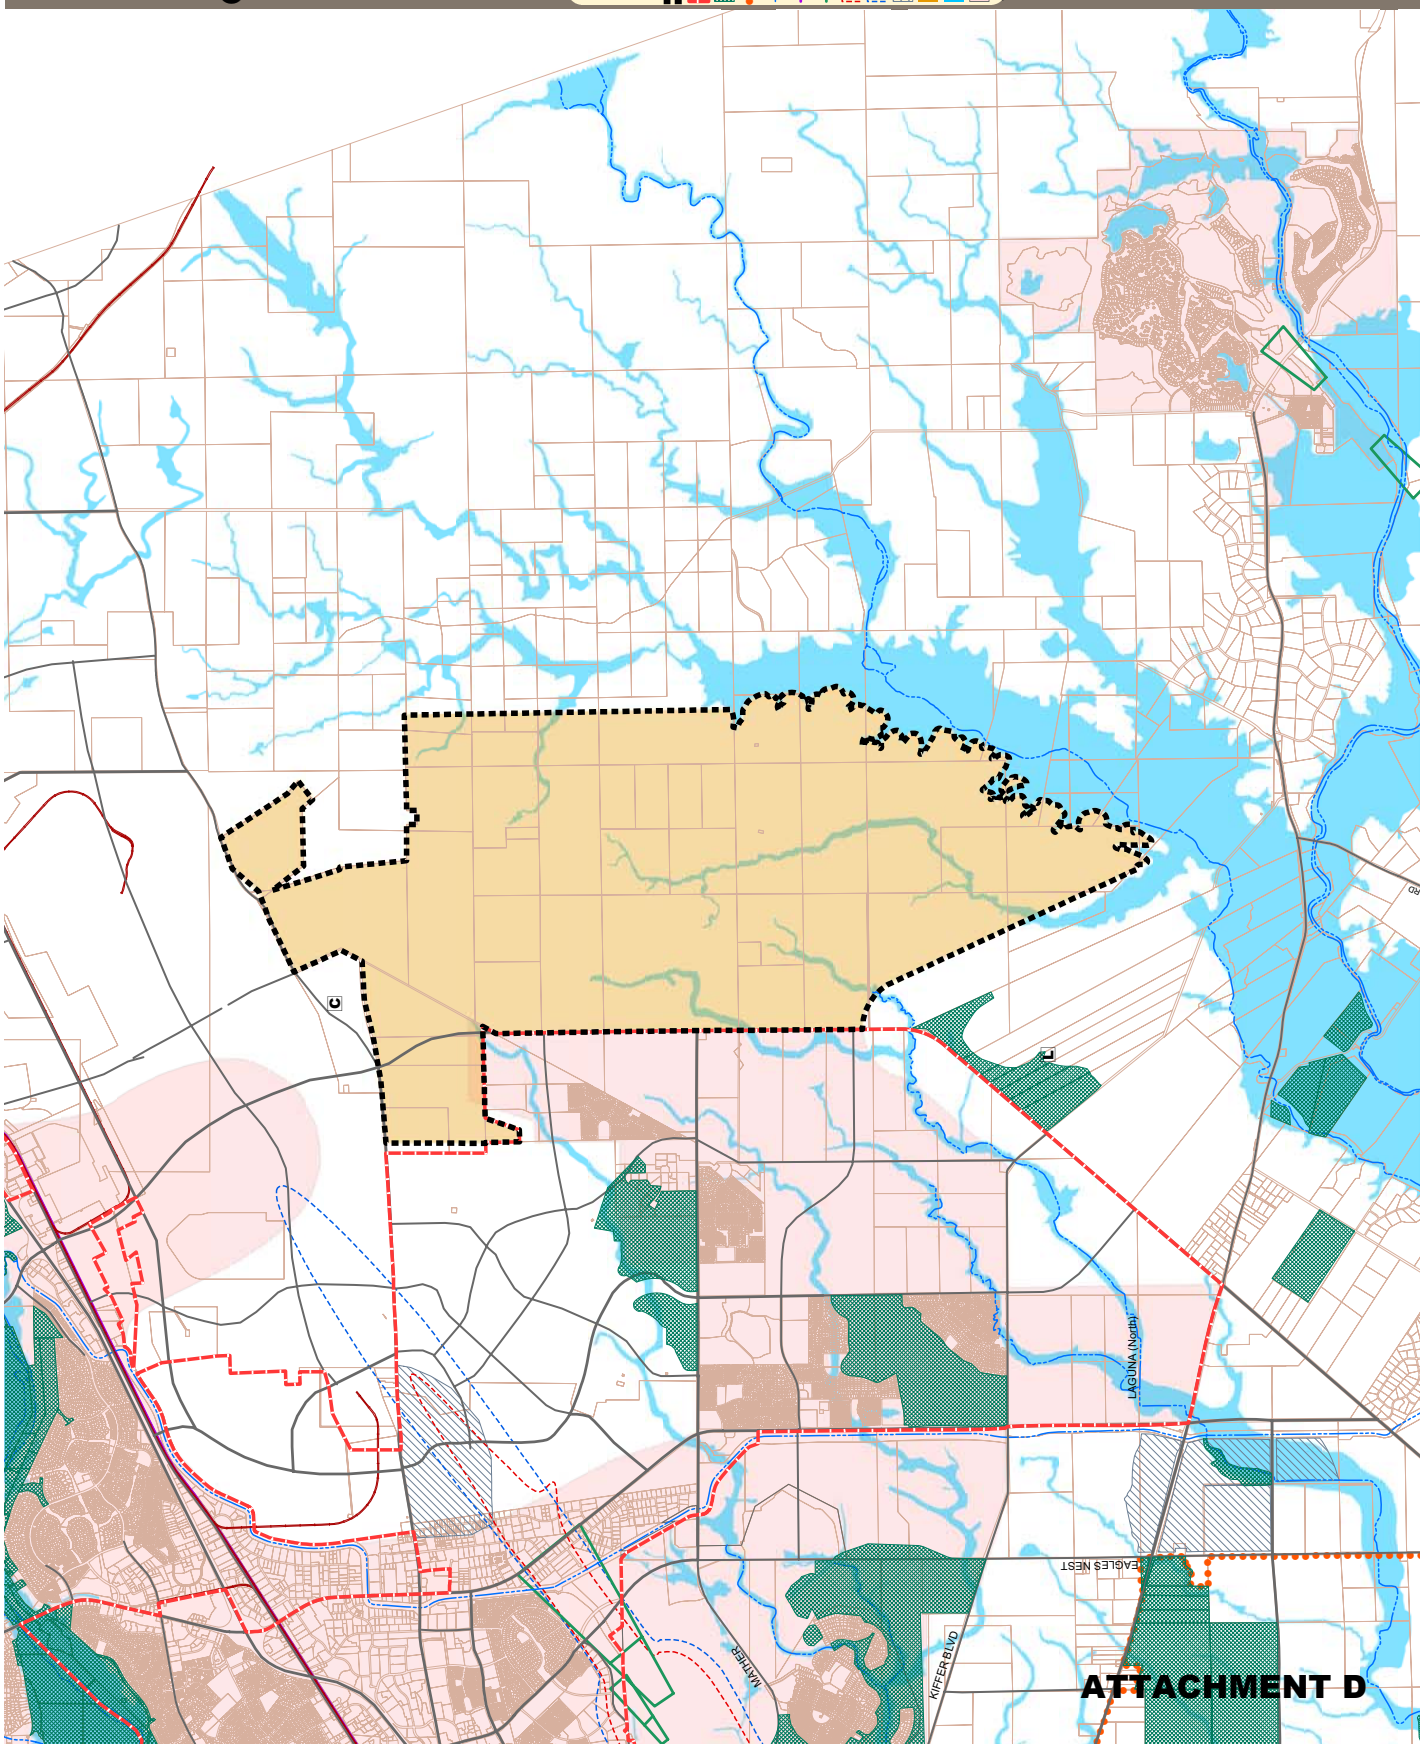 RD
C
L
LAGUNA (North)
EAGLES NEST
MATHER
KIFFER BLVD
ATTACHMENT D